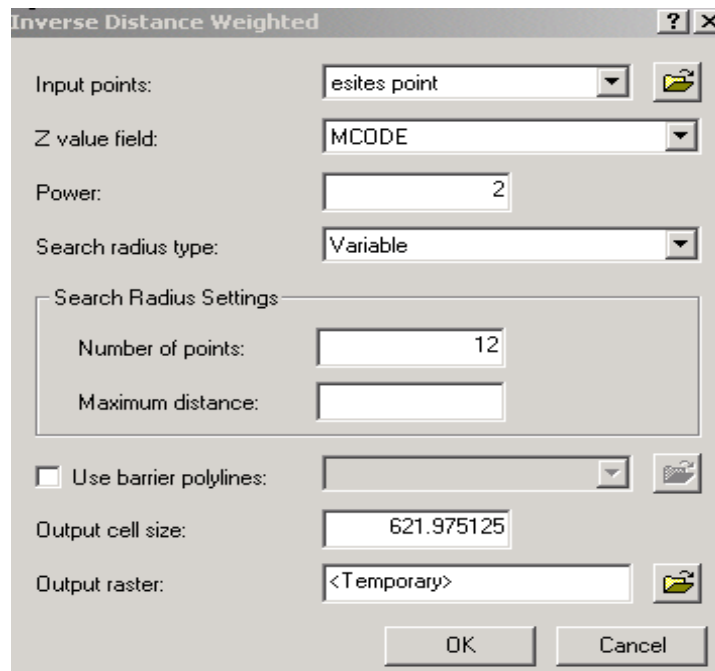 Inverse Distance Weighted
Input points: esites point
Z value field: MCODE
Power: 2
Search radius type: Variable
Search Radius Settings
Number of points: 12
Maximum distance:
Use barrier polylines:
Output cell size: 621.975125
Output raster: <Temporary>
OK Cancel